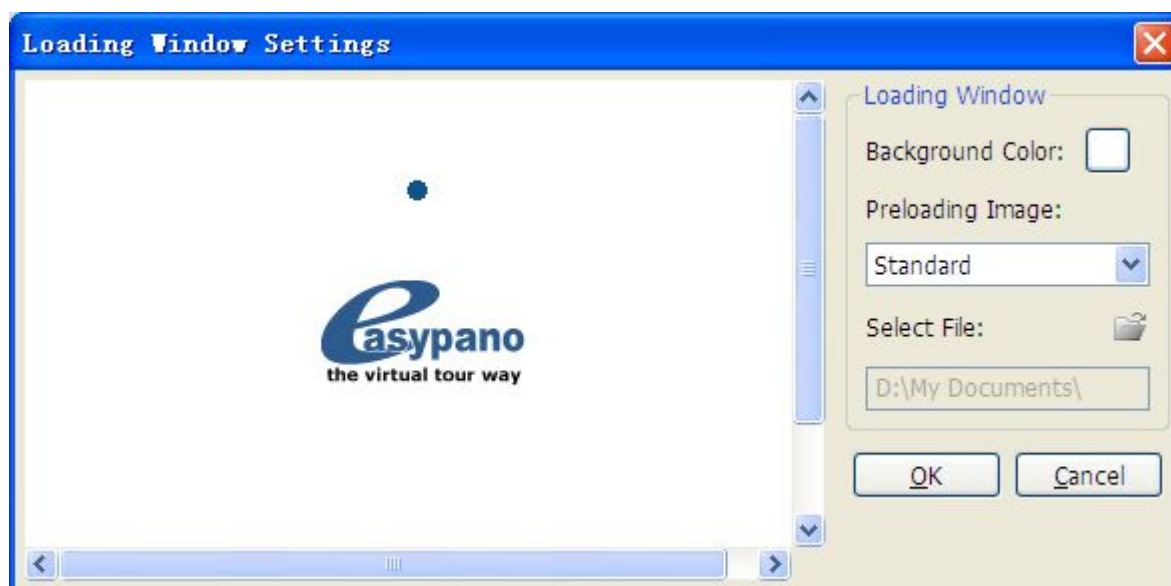 Loading Window Settings
Loading Window
Background Color:
Preloading Image:
Standard
Select File:
D:\My Documents\
OK
Cancel
easypano
the virtual tour way